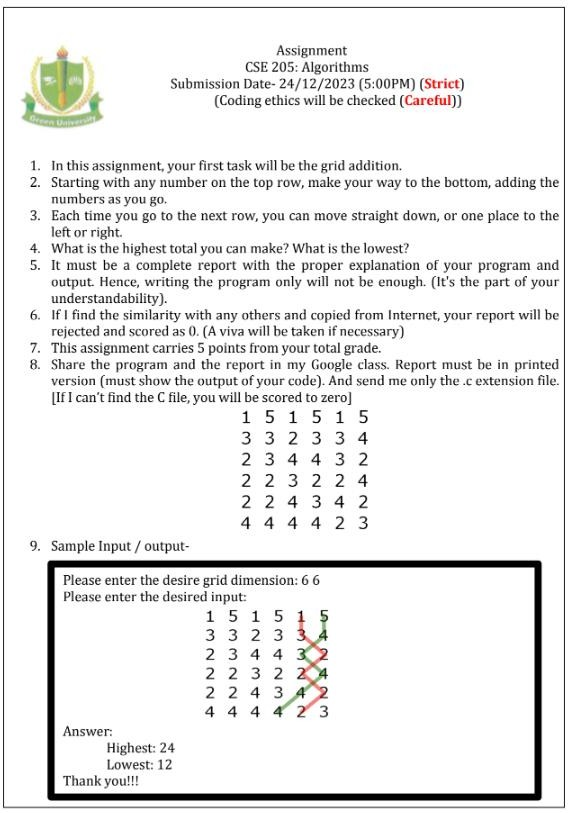 Green University
Assignment
CSE 205: Algorithms
Submission Date- 24/12/2023 (5:00PM) (Strict)
(Coding ethics will be checked (Careful))
1. In this assignment, your first task will be the grid addition.
2. Starting with any number on the top row, make your way to the bottom, adding the
numbers as you go.
3. Each time you go to the next row, you can move straight down, or one place to the
left or right.
4. What is the highest total you can make? What is the lowest?
5. It must be a complete report with the proper explanation of your program and
output. Hence, writing the program only will not be enough. (It's the part of your
understandability).
6. If I find the similarity with any others and copied from Internet, your report will be
rejected and scored as 0. (A viva will be taken if necessary)
7. This assignment carries 5 points from your total grade.
8. Share the program and the report in my Google class. Report must be in printed
version (must show the output of your code). And send me only the .c extension file.
[If I can't find the C file, you will be scored to zero]
1 5 1 5 1 5
3 3 2 3 3 4
2 3 4 4 3 2
2 2 3 2 2 4
2 2 4 3 4 2
4 4 4 4 2 3
9. Sample Input / output-
Please enter the desire grid dimension: 6 6
Please enter the desired input:
1 5 1 5 1 5
3 3 2 3 3 4
2 3 4 4 3 2
2 2 3 2 2 4
2 2 4 3 4 2
4 4 4 4 2 3
Answer:
Highest: 24
Lowest: 12
Thank you!!!